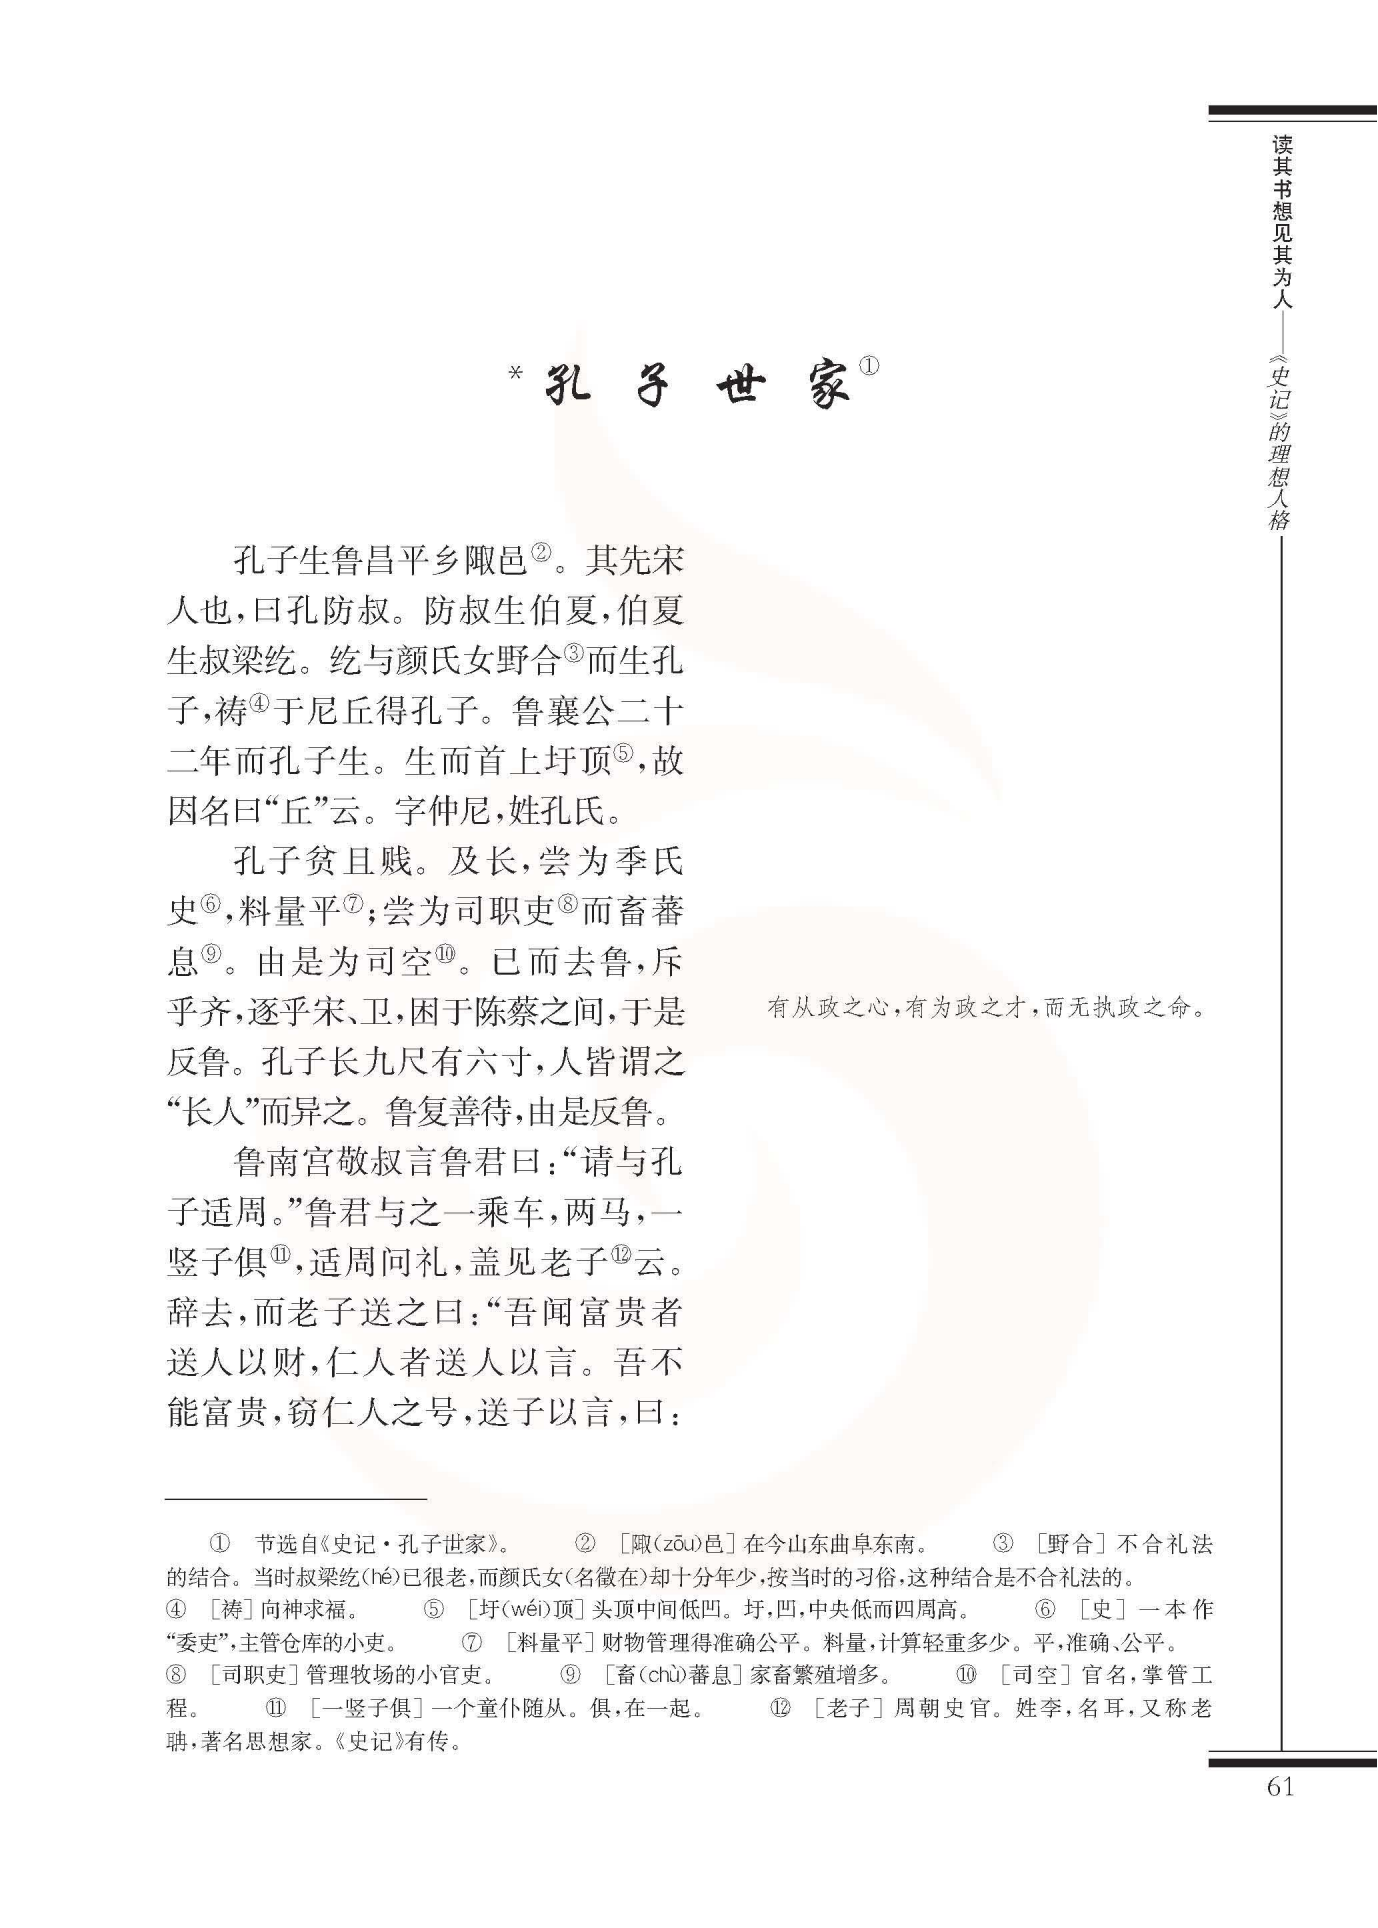 读其书想见其为人——《史记》的理想人格
*孔子世家①
孔子生鲁昌平乡陬邑②。其先宋
人也,曰孔防叔。防叔生伯夏,伯夏
生叔梁纥。纥与颜氏女野合③而生孔
子,祷④于尼丘得孔子。鲁襄公二十
二年而孔子生。生而首上圩顶⑤,故
因名曰“丘”云。字仲尼,姓孔氏。
孔子贫且贱。及长,尝为季氏
史⑥,料量平⑦;尝为司职吏⑧而畜蕃
息⑨。由是为司空⑩。已而去鲁,斥
乎齐,逐乎宋、卫,困于陈蔡之间,于是
反鲁。孔子长九尺有六寸,人皆谓之
“长人”而异之。鲁复善待,由是反鲁。
有从政之心,有为政之才,而无执政之命。
鲁南宫敬叔言鲁君曰:“请与孔
子适周。”鲁君与之一乘车,两马,一
竖子俱⑪,适周问礼,盖见老子⑫云。
辞去,而老子送之曰:“吾闻富贵者
送人以财,仁人者送人以言。吾不
能富贵,窃仁人之号,送子以言,曰:
① 节选自《史记·孔子世家》。 ② [陬(zōu)邑]在今山东曲阜东南。 ③ [野合]不合礼法
的结合。当时叔梁纥(hé)已很老,而颜氏女(名徵在)却十分年少,按当时的习俗,这种结合是不合礼法的。
④ [祷]向神求福。 ⑤ [圩(wéi)顶]头顶中间低凹。圩,凹,中央低而四周高。 ⑥ [史]一本作
“委吏”,主管仓库的小吏。 ⑦ [料量平]财物管理得准确公平。料量,计算轻重多少。平,准确、公平。
⑧ [司职吏]管理牧场的小官吏。 ⑨ [畜(chù)蕃息]家畜繁殖增多。 ⑩ [司空]官名,掌管工
程。 ⑪ [一竖子俱]一个童仆随从。俱,在一起。 ⑫ [老子]周朝史官。姓李,名耳,又称老
聃,著名思想家。《史记》有传。
61